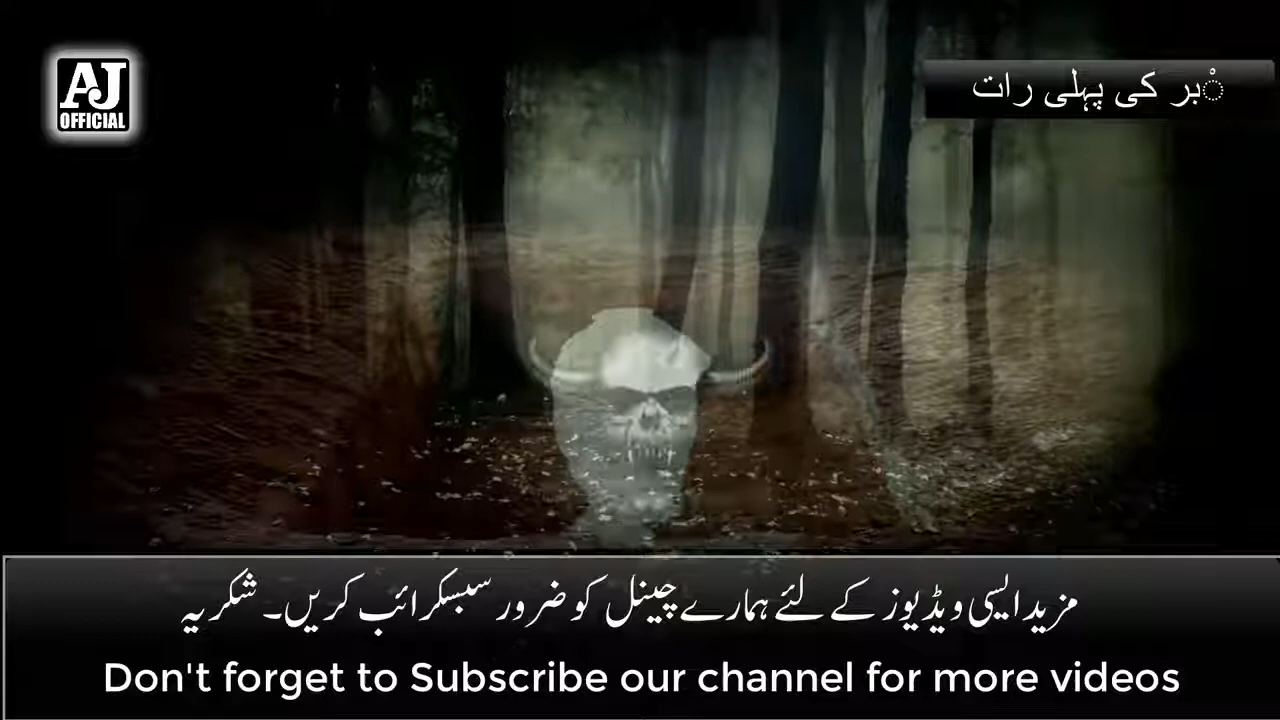 AJ
OFFICIAL
ْبر کی پہلی رات
مزید ایسی ویڈیوز کے لئے ہمارے چینل کو ضرور سبسکرائب کریں۔ شکریہ
Don't forget to Subscribe our channel for more videos